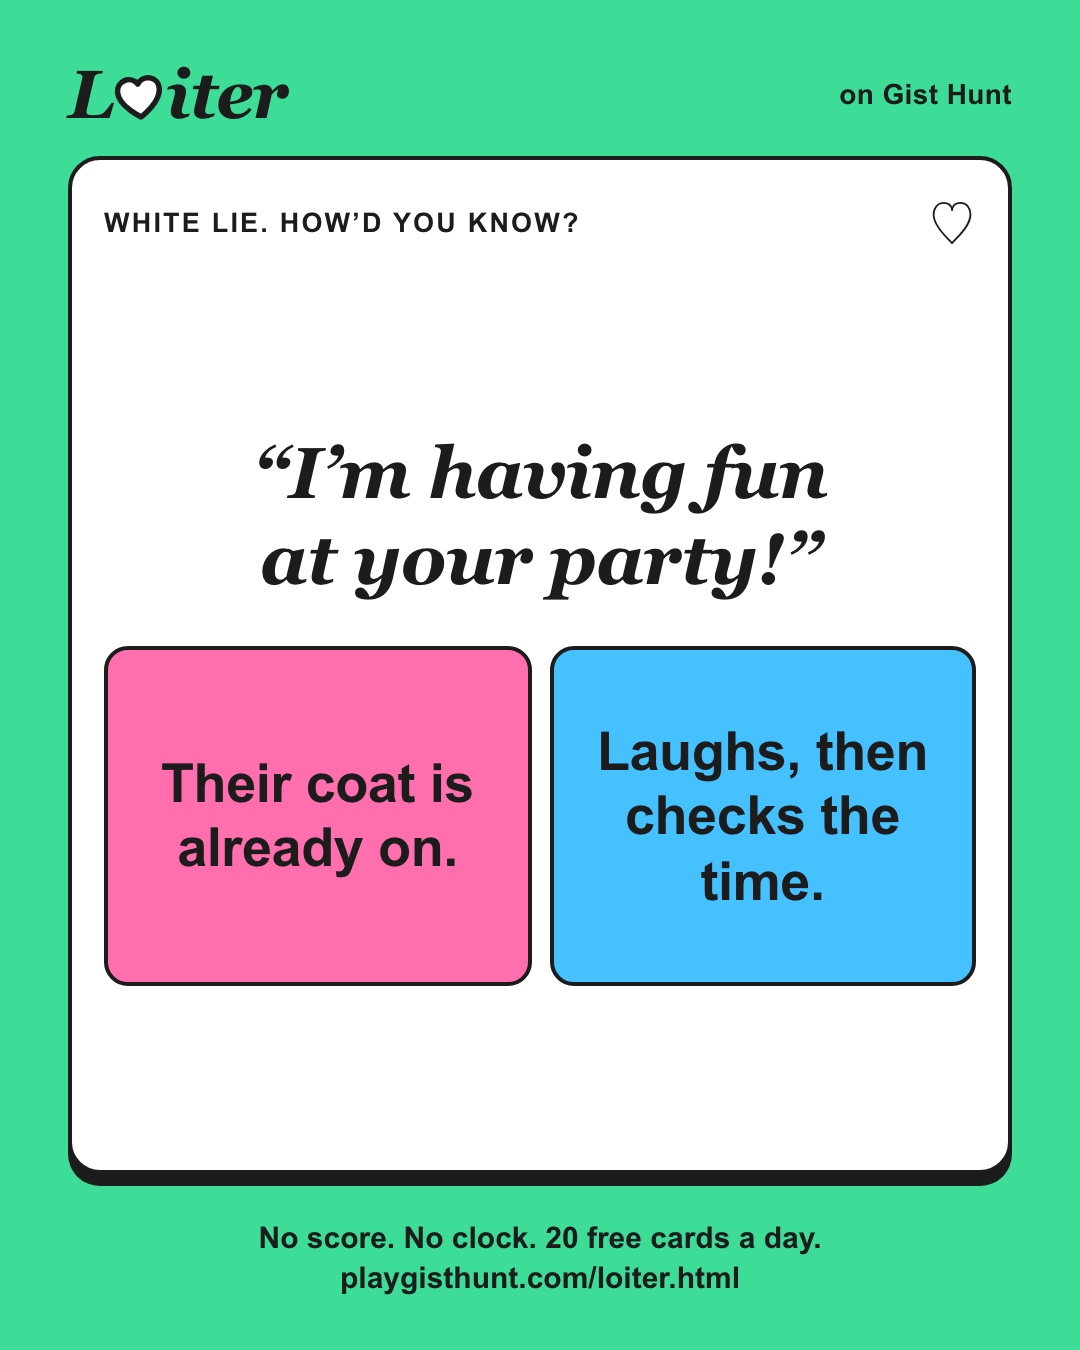 Loiter
on Gist Hunt
WHITE LIE. HOW’D YOU KNOW?
“I’m having fun
at your party!”
Their coat is
already on.
Laughs, then
checks the
time.
No score. No clock. 20 free cards a day.
playgisthunt.com/loiter.html